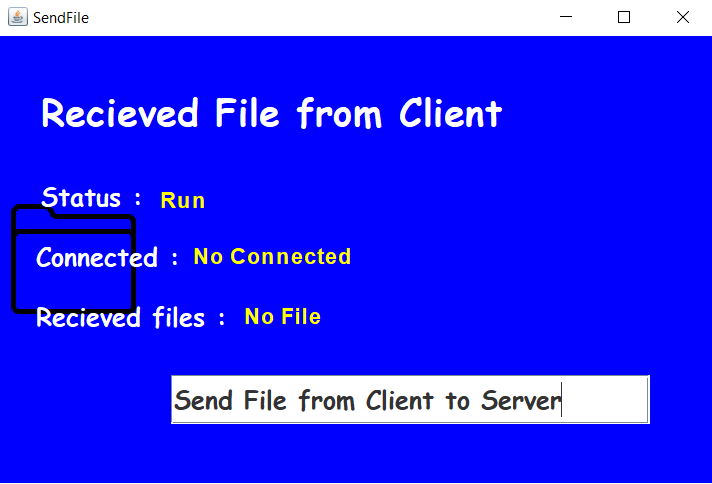 SendFile
Recieved File from Client
Status : Run
Connected : No Connected
Recieved files : No File
Send File from Client to Server